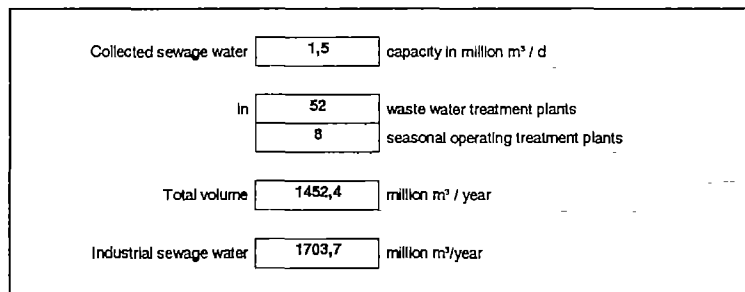 Collected sewage water 1,5 capacity in million m³ / d
in 52 waste water treatment plants
8 seasonal operating treatment plants
Total volume 1452,4 million m³ / year
Industrial sewage water 1703,7 million m³/year